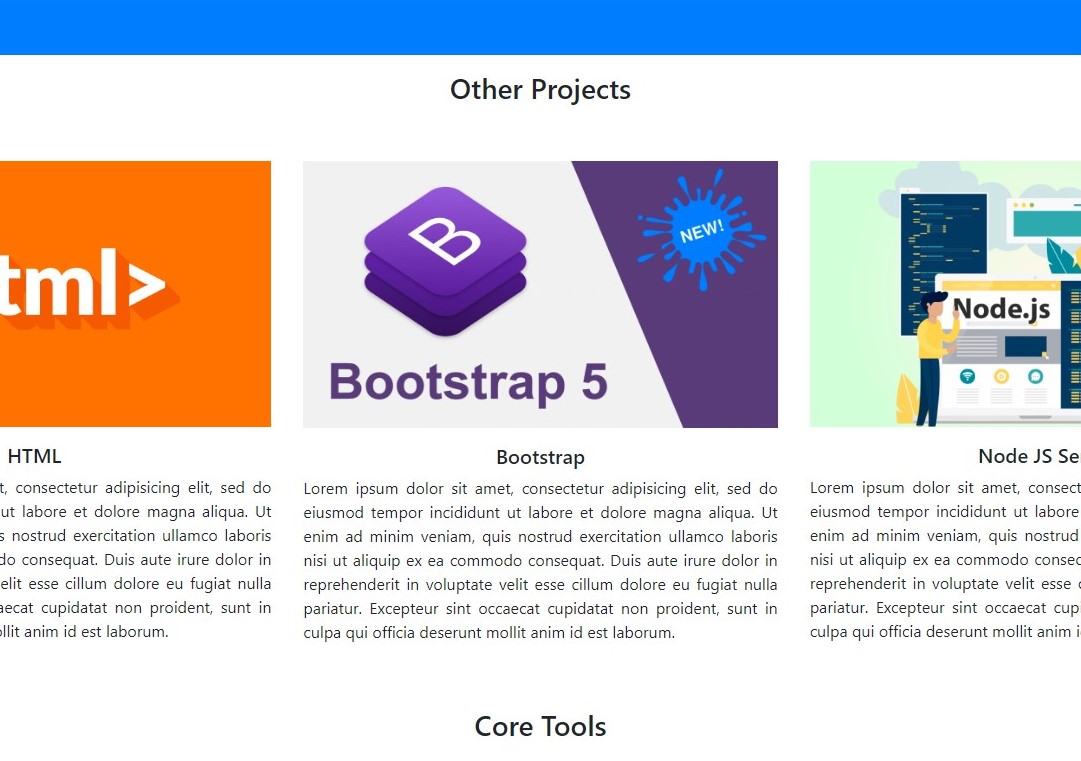 Other Projects
tml>
B
NEW!
Bootstrap 5
Node.js
HTML
t, consectetur adipisicing elit, sed do
ut labore et dolore magna aliqua. Ut
s nostrud exercitation ullamco laboris
do consequat. Duis aute irure dolor in
elit esse cillum dolore eu fugiat nulla
aecat cupidatat non proident, sunt in
llit anim id est laborum.
Bootstrap
Lorem ipsum dolor sit amet, consectetur adipisicing elit, sed do
eiusmod tempor incididunt ut labore et dolore magna aliqua. Ut
enim ad minim veniam, quis nostrud exercitation ullamco laboris
nisi ut aliquip ex ea commodo consequat. Duis aute irure dolor in
reprehenderit in voluptate velit esse cillum dolore eu fugiat nulla
pariatur. Excepteur sint occaecat cupidatat non proident, sunt in
culpa qui officia deserunt mollit anim id est laborum.
Node JS Se
Lorem ipsum dolor sit amet, consect
eiusmod tempor incididunt ut labore
enim ad minim veniam, quis nostrud
nisi ut aliquip ex ea commodo consec
reprehenderit in voluptate velit esse c
pariatur. Excepteur sint occaecat cup
culpa qui officia deserunt mollit anim i
Core Tools